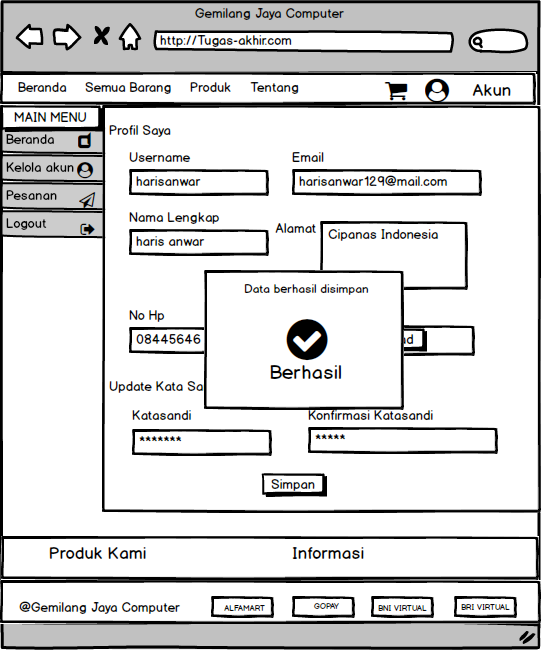 Gemilang Jaya Computer
http://Tugas-akhir.com
Beranda Semua Barang Produk Tentang Akun
MAIN MENU
Beranda
Kelola akun
Pesanan
Logout
Profil Saya
Username Email
harisanwar harisanwar129@mail.com
Nama Lengkap Alamat
haris anwar Cipanas Indonesia
Data berhasil disimpan
No Hp
08445646
Berhasil
Update Kata Sa
Katasandi Konfirmasi Katasandi
******* *****
Simpan
Produk Kami Informasi
@Gemilang Jaya Computer ALFAMART GOPAY BNI VIRTUAL BRI VIRTUAL